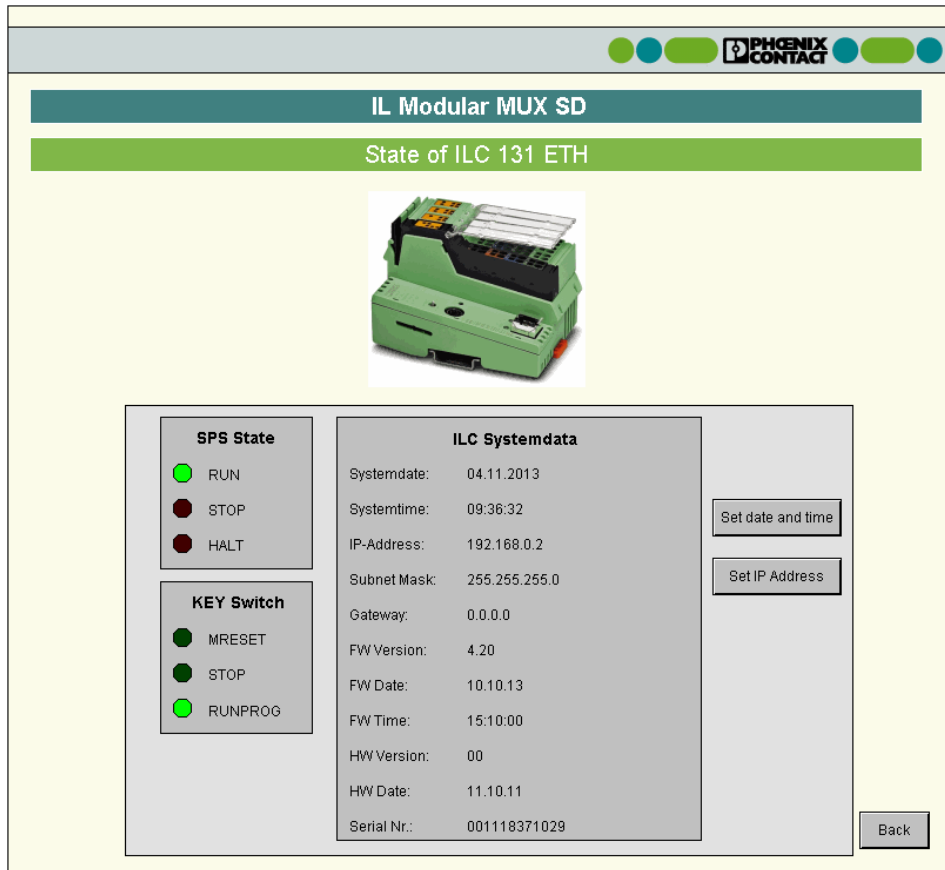 PHŒNIX
CONTACT
IL Modular MUX SD
State of ILC 131 ETH
SPS State
RUN
STOP
HALT
KEY Switch
MRESET
STOP
RUNPROG
ILC Systemdata
Systemdate: 04.11.2013
Systemtime: 09:36:32
IP-Address: 192.168.0.2
Subnet Mask: 255.255.255.0
Gateway: 0.0.0.0
FW Version: 4.20
FW Date: 10.10.13
FW Time: 15:10:00
HW Version: 00
HW Date: 11.10.11
Serial Nr.: 001118371029
Set date and time
Set IP Address
Back